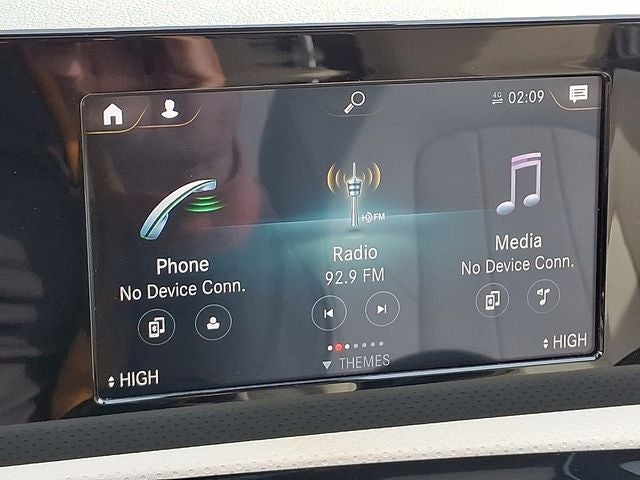 4G 02:09
Phone
No Device Conn.
HD FM
Radio
92.9 FM
Media
No Device Conn.
THEMES
HIGH
HIGH